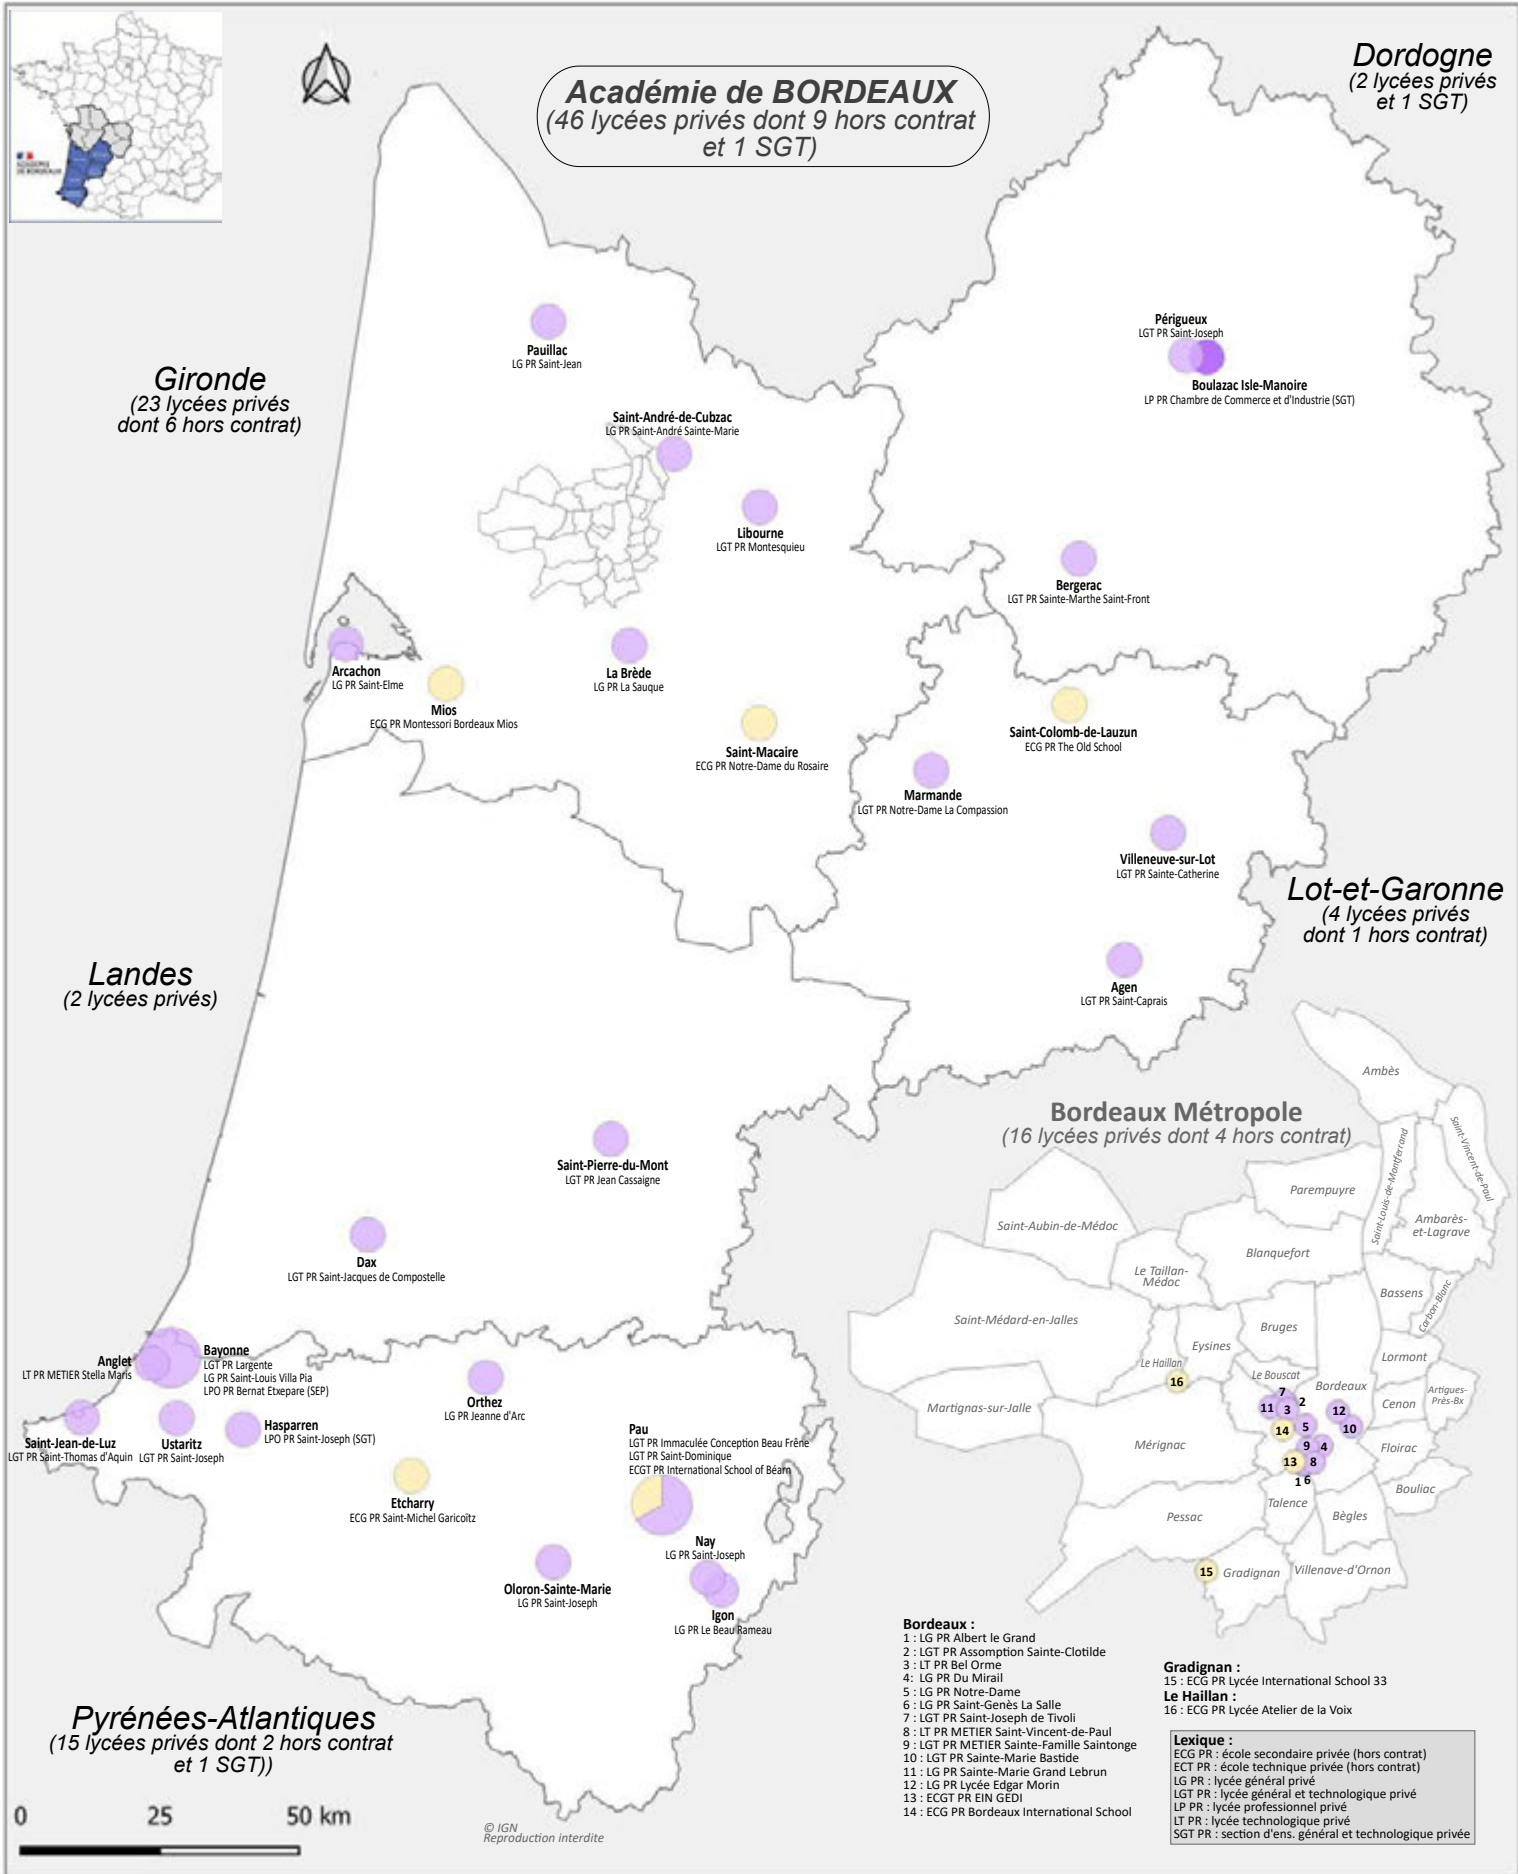 ACADÉMIE
DE BORDEAUX
Académie de BORDEAUX
(46 lycées privés dont 9 hors contrat
et 1 SGT)
Dordogne
(2 lycées privés
et 1 SGT)
Périgueux
LGT PR Saint-Joseph
Boulazac Isle-Manoire
LP PR Chambre de Commerce et d'Industrie (SGT)
Pauillac
LG PR Saint-Jean
Gironde
(23 lycées privés
dont 6 hors contrat)
Saint-André-de-Cubzac
LG PR Saint-André Sainte-Marie
Libourne
LGT PR Montesquieu
Bergerac
LGT PR Sainte-Marthe Saint-Front
Arcachon
LG PR Saint-Elme
La Brède
LG PR La Sauque
Mios
ECG PR Montessori Bordeaux Mios
Saint-Macaire
ECG PR Notre-Dame du Rosaire
Saint-Colomb-de-Lauzun
ECG PR The Old School
Marmande
LGT PR Notre-Dame La Compassion
Villeneuve-sur-Lot
LGT PR Sainte-Catherine
Lot-et-Garonne
(4 lycées privés
dont 1 hors contrat)
Landes
(2 lycées privés)
Agen
LGT PR Saint-Caprais
Saint-Pierre-du-Mont
LGT PR Jean Cassaigne
Dax
LGT PR Saint-Jacques de Compostelle
Anglet
LT PR METIER Stella Maris
Bayonne
LGT PR Largente
LG PR Saint-Louis Villa Pia
LPO PR Bernat Etxepare (SEP)
Saint-Jean-de-Luz
LGT PR Saint-Thomas d'Aquin
Ustaritz
LGT PR Saint-Joseph
Hasparren
LPO PR Saint-Joseph (SGT)
Orthez
LG PR Jeanne d'Arc
Pau
LGT PR Immaculée Conception Beau Frêne
LGT PR Saint-Dominique
ECGT PR International School of Béarn
Etcharry
ECG PR Saint-Michel Garicoïtz
Nay
LG PR Saint-Joseph
Oloron-Sainte-Marie
LG PR Saint-Joseph
Igon
LG PR Le Beau Rameau
Pyrénées-Atlantiques
(15 lycées privés dont 2 hors contrat
et 1 SGT))
0 25 50 km
© IGN
Reproduction interdite
Bordeaux Métropole
(16 lycées privés dont 4 hors contrat)
Ambès
Saint-Vincent-de-Paul
Saint-Louis-de-Montferrand
Parempuyre
Ambarès-
et-Lagrave
Saint-Aubin-de-Médoc
Blanquefort
Le Taillan-
Médoc
Bassens
Carbon-Blanc
Saint-Médard-en-Jalles
Bruges
Eysines
Lormont
Le Haillan
16
Le Bouscat
Bordeaux
Artigues-
Près-Bx
Cenon
Martignas-sur-Jalle
7
2
11
3
12
10
5
14
Mérignac
9
4
Floirac
13
8
1
6
Bouliac
Talence
Pessac
Bègles
15
Gradignan
Villenave-d'Ornon
Bordeaux :
1 : LG PR Albert le Grand
2 : LGT PR Assomption Sainte-Clotilde
3 : LT PR Bel Orme
4: LG PR Du Mirail
5 : LG PR Notre-Dame
6 : LG PR Saint-Genès La Salle
7 : LGT PR Saint-Joseph de Tivoli
8 : LT PR METIER Saint-Vincent-de-Paul
9 : LGT PR METIER Sainte-Famille Saintonge
10 : LGT PR Sainte-Marie Bastide
11 : LG PR Sainte-Marie Grand Lebrun
12 : LG PR Lycée Edgar Morin
13 : ECGT PR EIN GEDI
14 : ECG PR Bordeaux International School
Gradignan :
15 : ECG PR Lycée International School 33
Le Haillan :
16 : ECG PR Lycée Atelier de la Voix
Lexique :
ECG PR : école secondaire privée (hors contrat)
ECT PR : école technique privée (hors contrat)
LG PR : lycée général privé
LGT PR : lycée général et technologique privé
LP PR : lycée professionnel privé
LT PR : lycée technologique privé
SGT PR : section d'ens. général et technologique privée